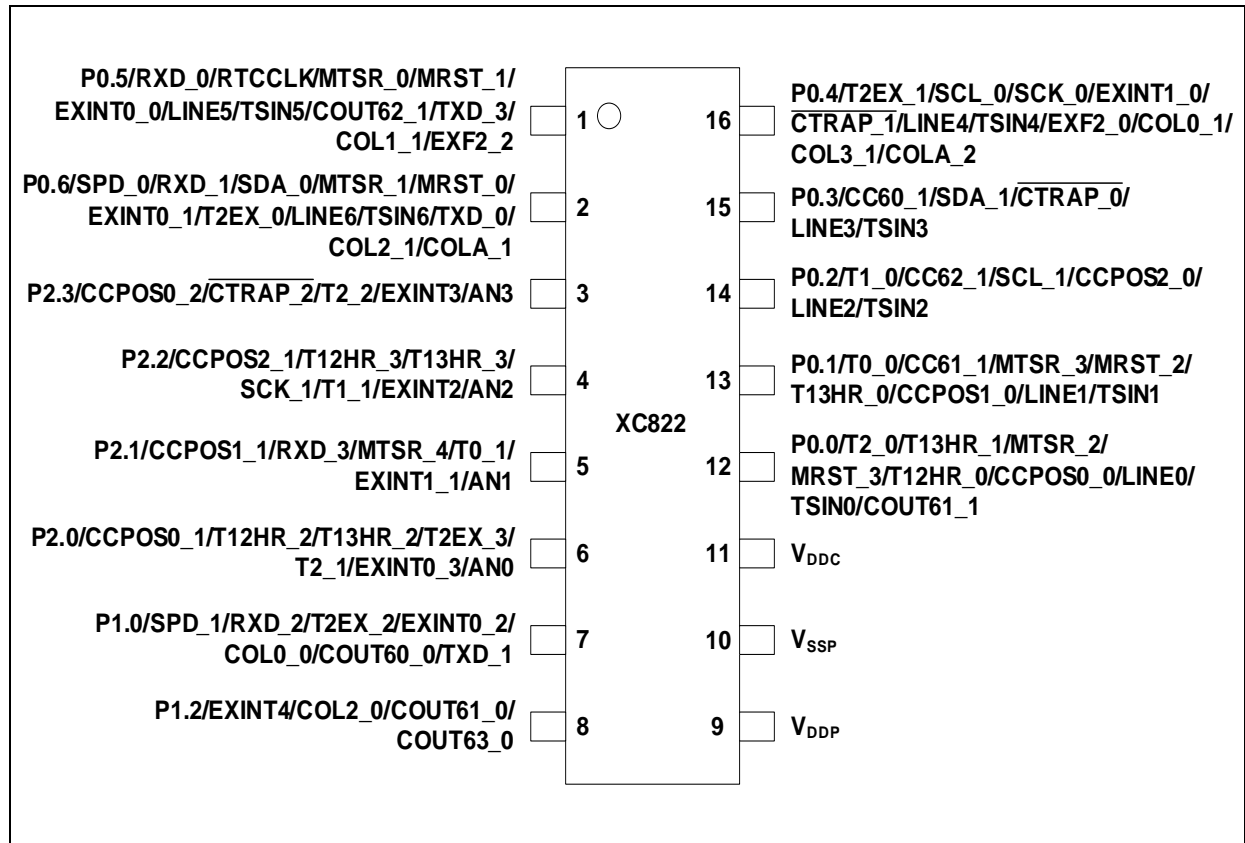 P0.5/RXD_0/RTCCLK/MTSR_0/MRST_1/
EXINT0_0/LINE5/TSIN5/COUT62_1/TXD_3/
COL1_1/EXF2_2
1
P0.6/SPD_0/RXD_1/SDA_0/MTSR_1/MRST_0/
EXINT0_1/T2EX_0/LINE6/TSIN6/TXD_0/
COL2_1/COLA_1
2
P2.3/CCPOS0_2/CTRAP_2/T2_2/EXINT3/AN3
3
P2.2/CCPOS2_1/T12HR_3/T13HR_3/
SCK_1/T1_1/EXINT2/AN2
4
P2.1/CCPOS1_1/RXD_3/MTSR_4/T0_1/
EXINT1_1/AN1
5
P2.0/CCPOS0_1/T12HR_2/T13HR_2/T2EX_3/
T2_1/EXINT0_3/AN0
6
P1.0/SPD_1/RXD_2/T2EX_2/EXINT0_2/
COL0_0/COUT60_0/TXD_1
7
P1.2/EXINT4/COL2_0/COUT61_0/
COUT63_0
8
XC822
16
P0.4/T2EX_1/SCL_0/SCK_0/EXINT1_0/
CTRAP_1/LINE4/TSIN4/EXF2_0/COL0_1/
COL3_1/COLA_2
15
P0.3/CC60_1/SDA_1/CTRAP_0/
LINE3/TSIN3
14
P0.2/T1_0/CC62_1/SCL_1/CCPOS2_0/
LINE2/TSIN2
13
P0.1/T0_0/CC61_1/MTSR_3/MRST_2/
T13HR_0/CCPOS1_0/LINE1/TSIN1
12
P0.0/T2_0/T13HR_1/MTSR_2/
MRST_3/T12HR_0/CCPOS0_0/LINE0/
TSIN0/COUT61_1
11
VDDC
10
VSSP
9
VDDP